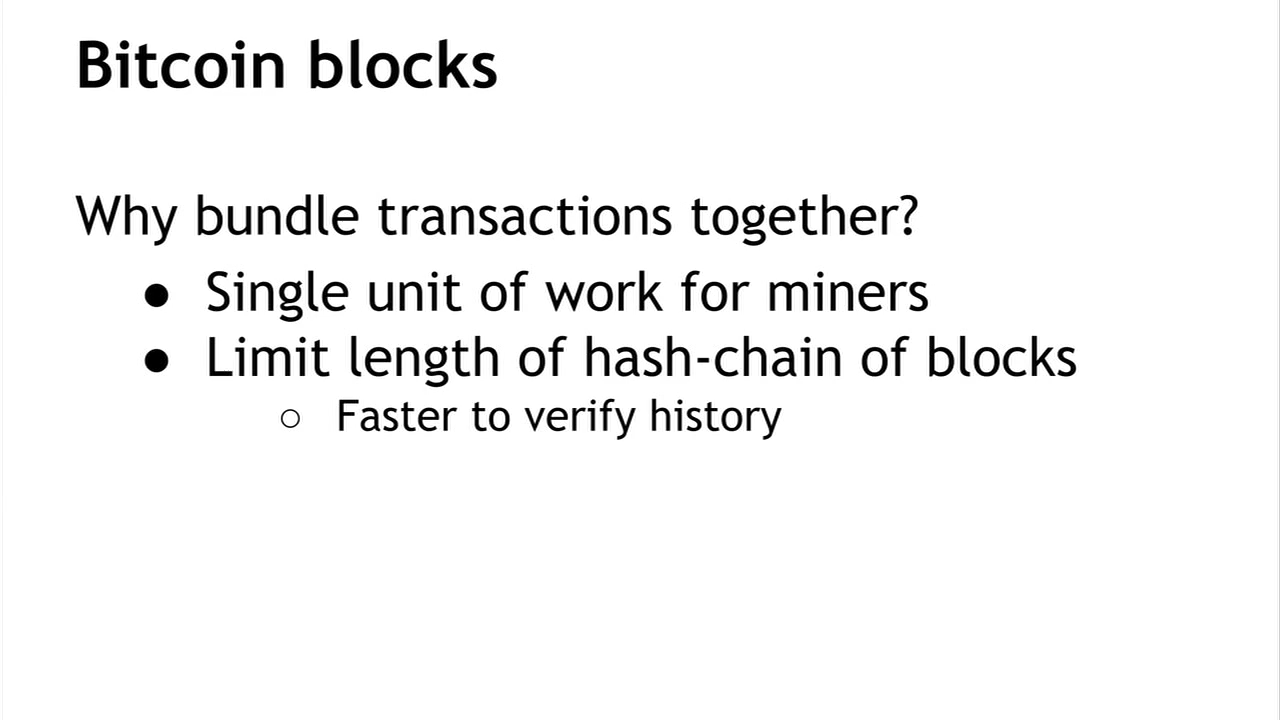 Bitcoin blocks
Why bundle transactions together?
● Single unit of work for miners
● Limit length of hash-chain of blocks
○ Faster to verify history